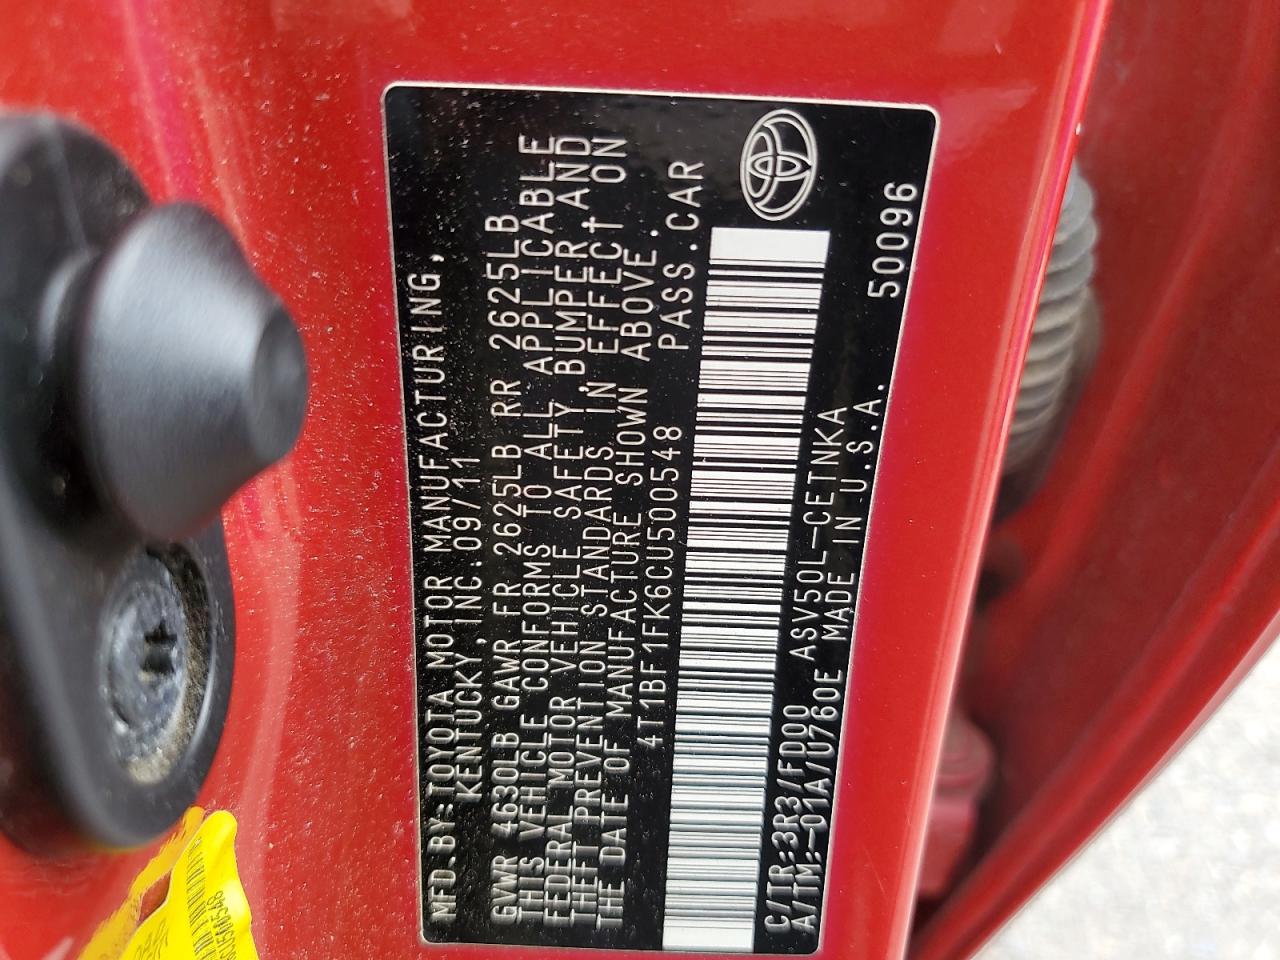 MFD.BY:TOYOTA MOTOR MANUFACTURING,
KENTUCKY, INC.09/11
GVWR 4630LB GAWR FR 2625LB RR 2625LB
THIS VEHICLE CONFORMS TO ALL APPLICABLE
FEDERAL MOTOR VEHICLE SAFETY, BUMPER, AND
THEFT PREVENTION STANDARDS IN EFFECT ON
THE DATE OF MANUFACTURE SHOWN ABOVE.
4T1BF1FK6CU500548 PASS.CAR
C/TR:3R3/FD00 ASV50L-CETNKA
A/TM:-01A/U760E MADE IN U.S.A. 50096